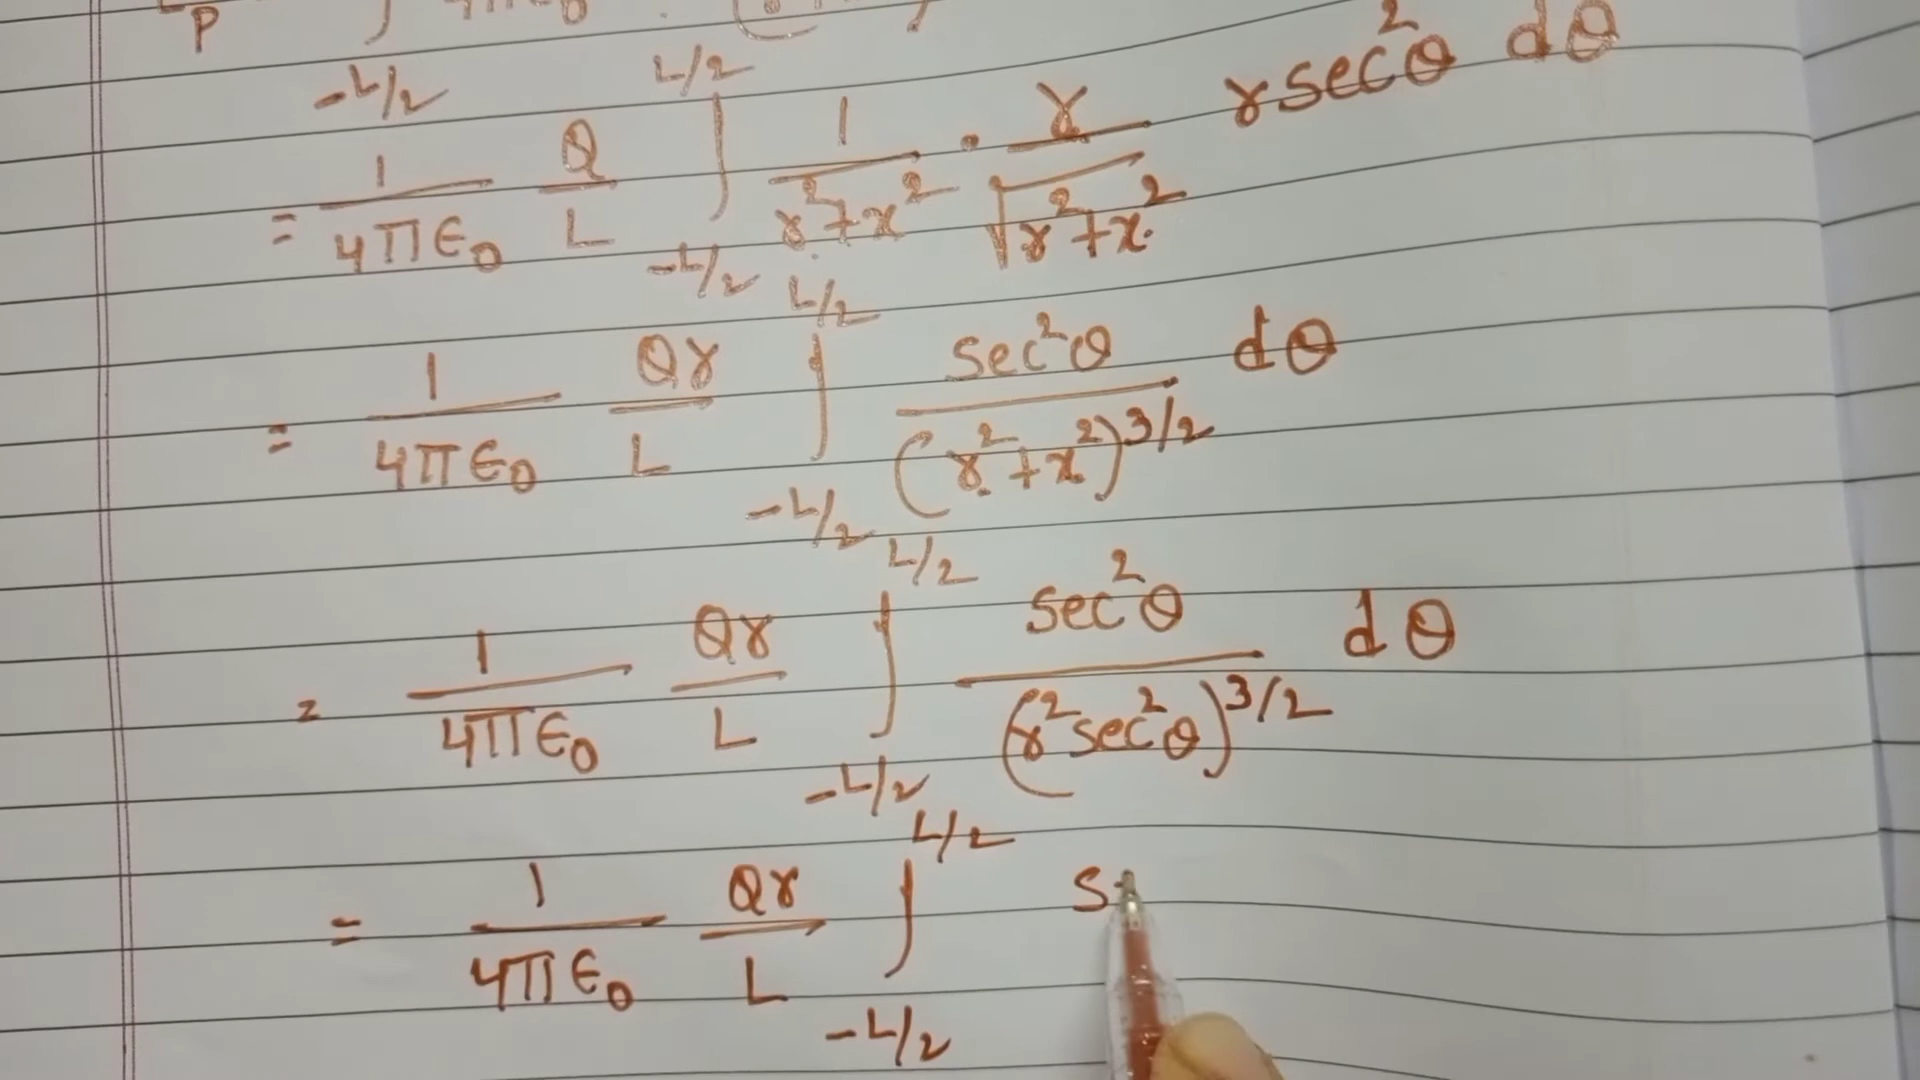 P
-L/2 L/2
= 1/4πϵ0 Q/L ∫ 1/r²+x² · r/√r²+x² r sec²θ dθ
-L/2 L/2
= 1/4πϵ0 Qr/L ∫ sec²θ/(r²+x²)^3/2 dθ
-L/2 L/2
= 1/4πϵ0 Qr/L ∫ sec²θ/(r²sec²θ)^3/2 dθ
-L/2 L/2
= 1/4πϵ0 Qr/L ∫ S
-L/2